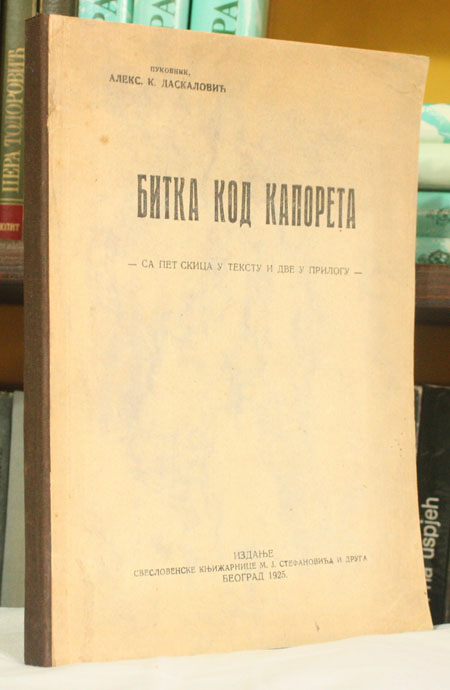 ПУКОВНИК,
АЛЕКС. К. ДАСКАЛОВИЋ
БИТКА КОД КАПОРЕТА
— СА ПЕТ СКИЦА У ТЕКСТУ И ДВЕ У ПРИЛОГУ —
ИЗДАЊЕ
СВЕСЛОВЕНСКЕ КЊИЖАРНИЦЕ М. Ј. СТЕФАНОВИЋА И ДРУГА
БЕОГРАД 1925.
ПЕРА ТОДОРОВИЋ
uspjeh